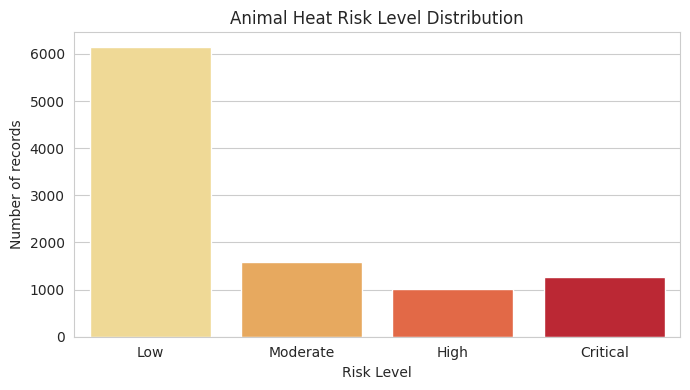 Animal Heat Risk Level Distribution
Number of records
6000
5000
4000
3000
2000
1000
0
Low Moderate High Critical
Risk Level